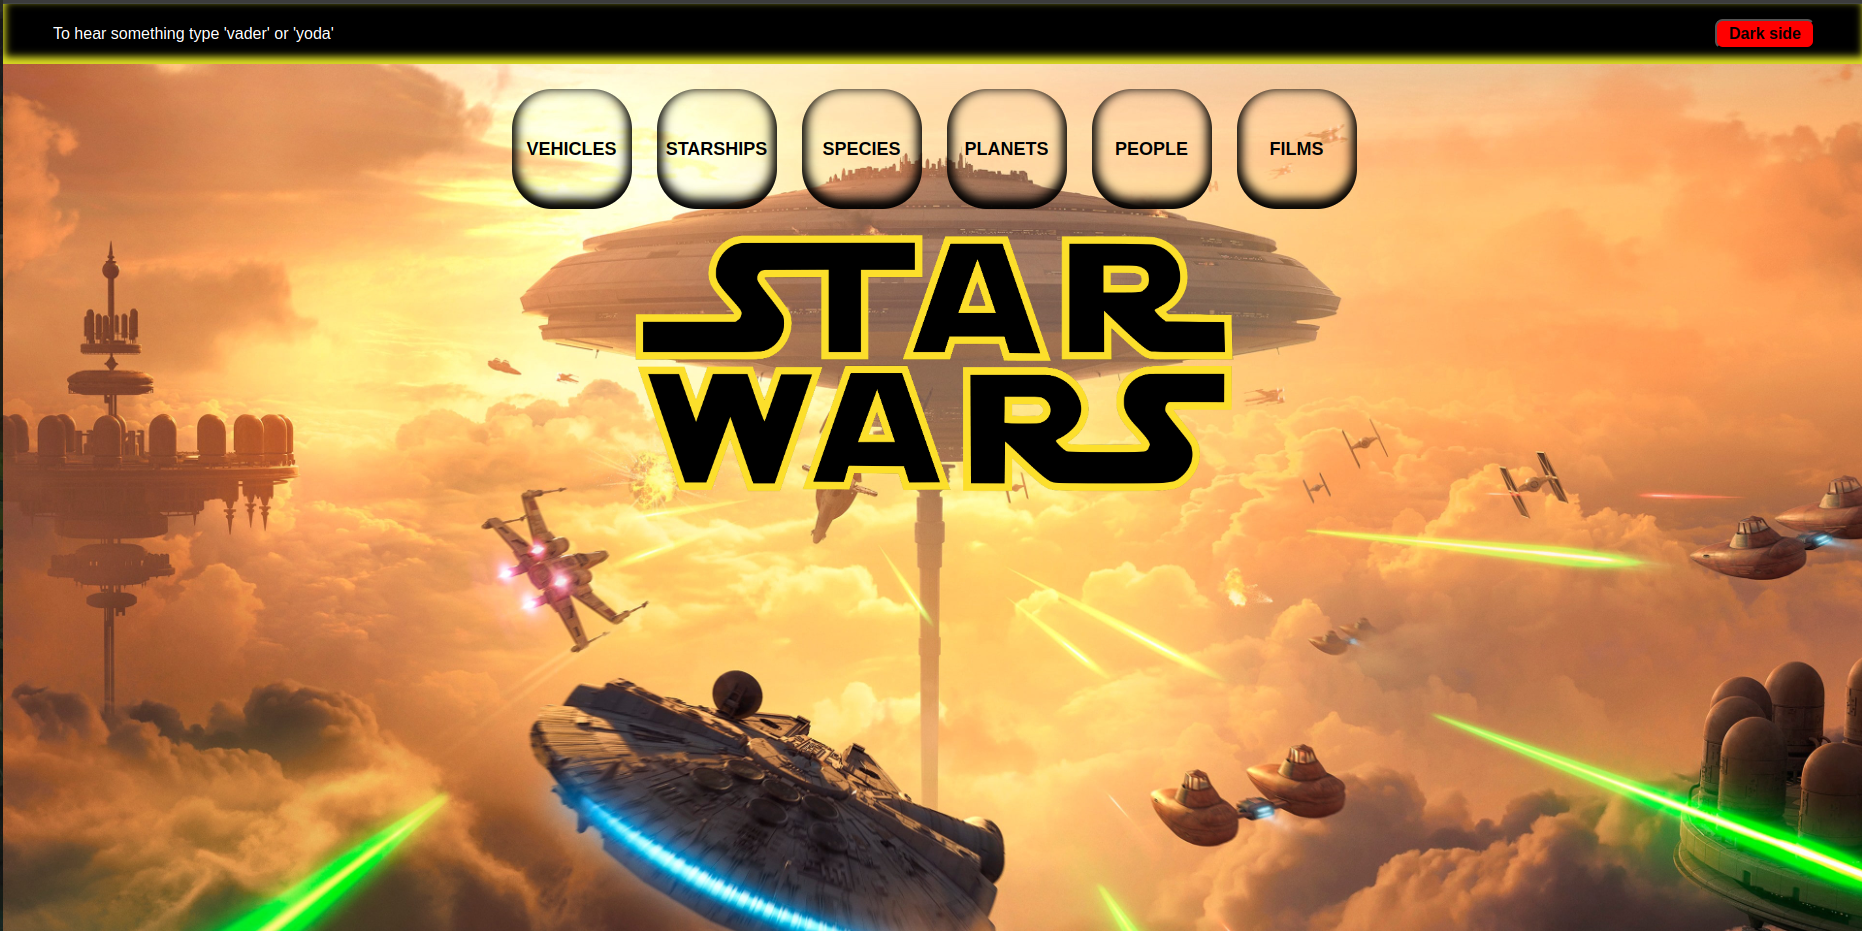 To hear something type 'vader' or 'yoda'
Dark side
VEHICLES
STARSHIPS
SPECIES
PLANETS
PEOPLE
FILMS
STAR
WARS